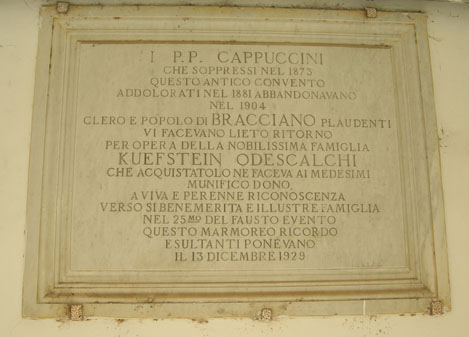 I P.P. CAPPUCCINI
CHE SOPPRESSI NEL 1873
QUESTO ANTICO CONVENTO
ADDOLORATI NEL 1881 ABBANDONAVANO
NEL 1904
CLERO E POPOLO DI BRACCIANO PLAUDENTI
VI FACEVANO LIETO RITORNO
PER OPERA DELLA NOBILISSIMA FAMIGLIA
KUEFSTEIN ODESCALCHI
CHE ACQUISTATOLO NE FACEVA AI MEDESIMI
MUNIFICO DONO
A VIVA E PERENNE RICONOSCENZA
VERSO SI BENEMERITA E ILLUSTRE FAMIGLIA
NEL 25MO DEL FAUSTO EVENTO
QUESTO MARMOREO RICORDO
ESULTANTI PONEVANO
IL 13 DICEMBRE 1929